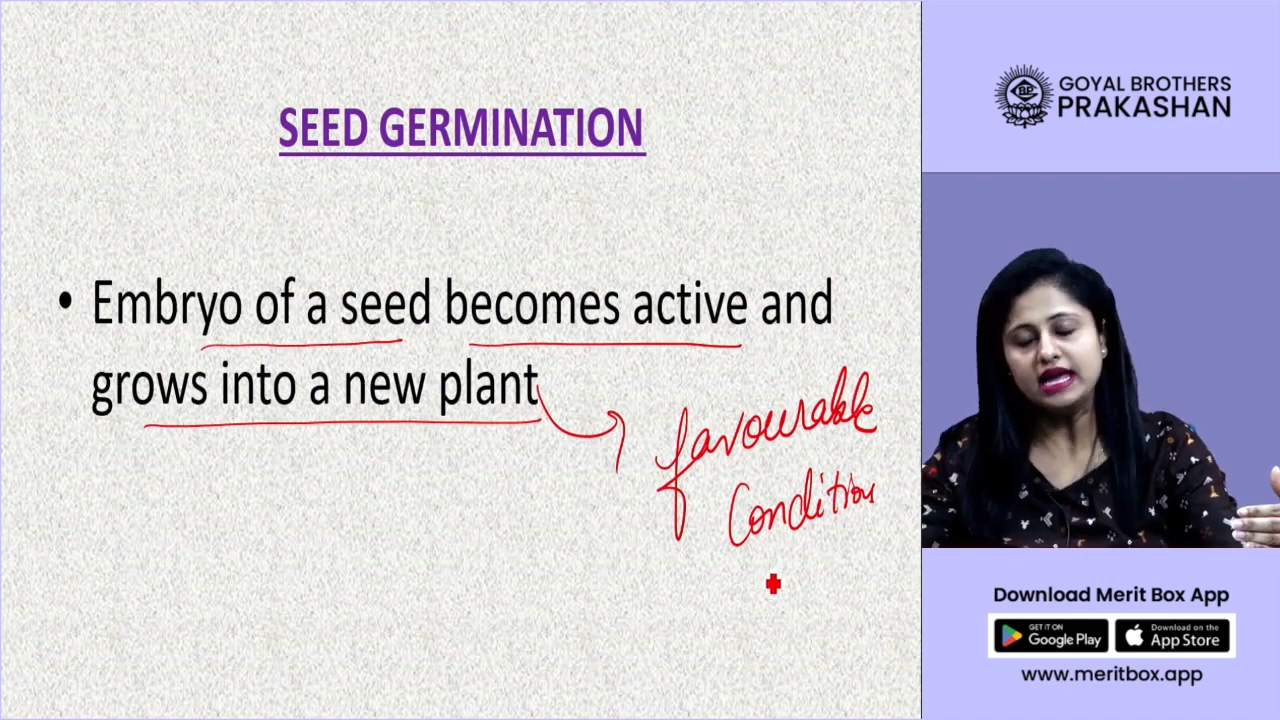 SEED GERMINATION
• Embryo of a seed becomes active and
grows into a new plant
favourable
Condition
GOYAL BROTHERS
PRAKASHAN
GBP
Download Merit Box App
GET IT ON
Google Play
Download on the
App Store
www.meritbox.app